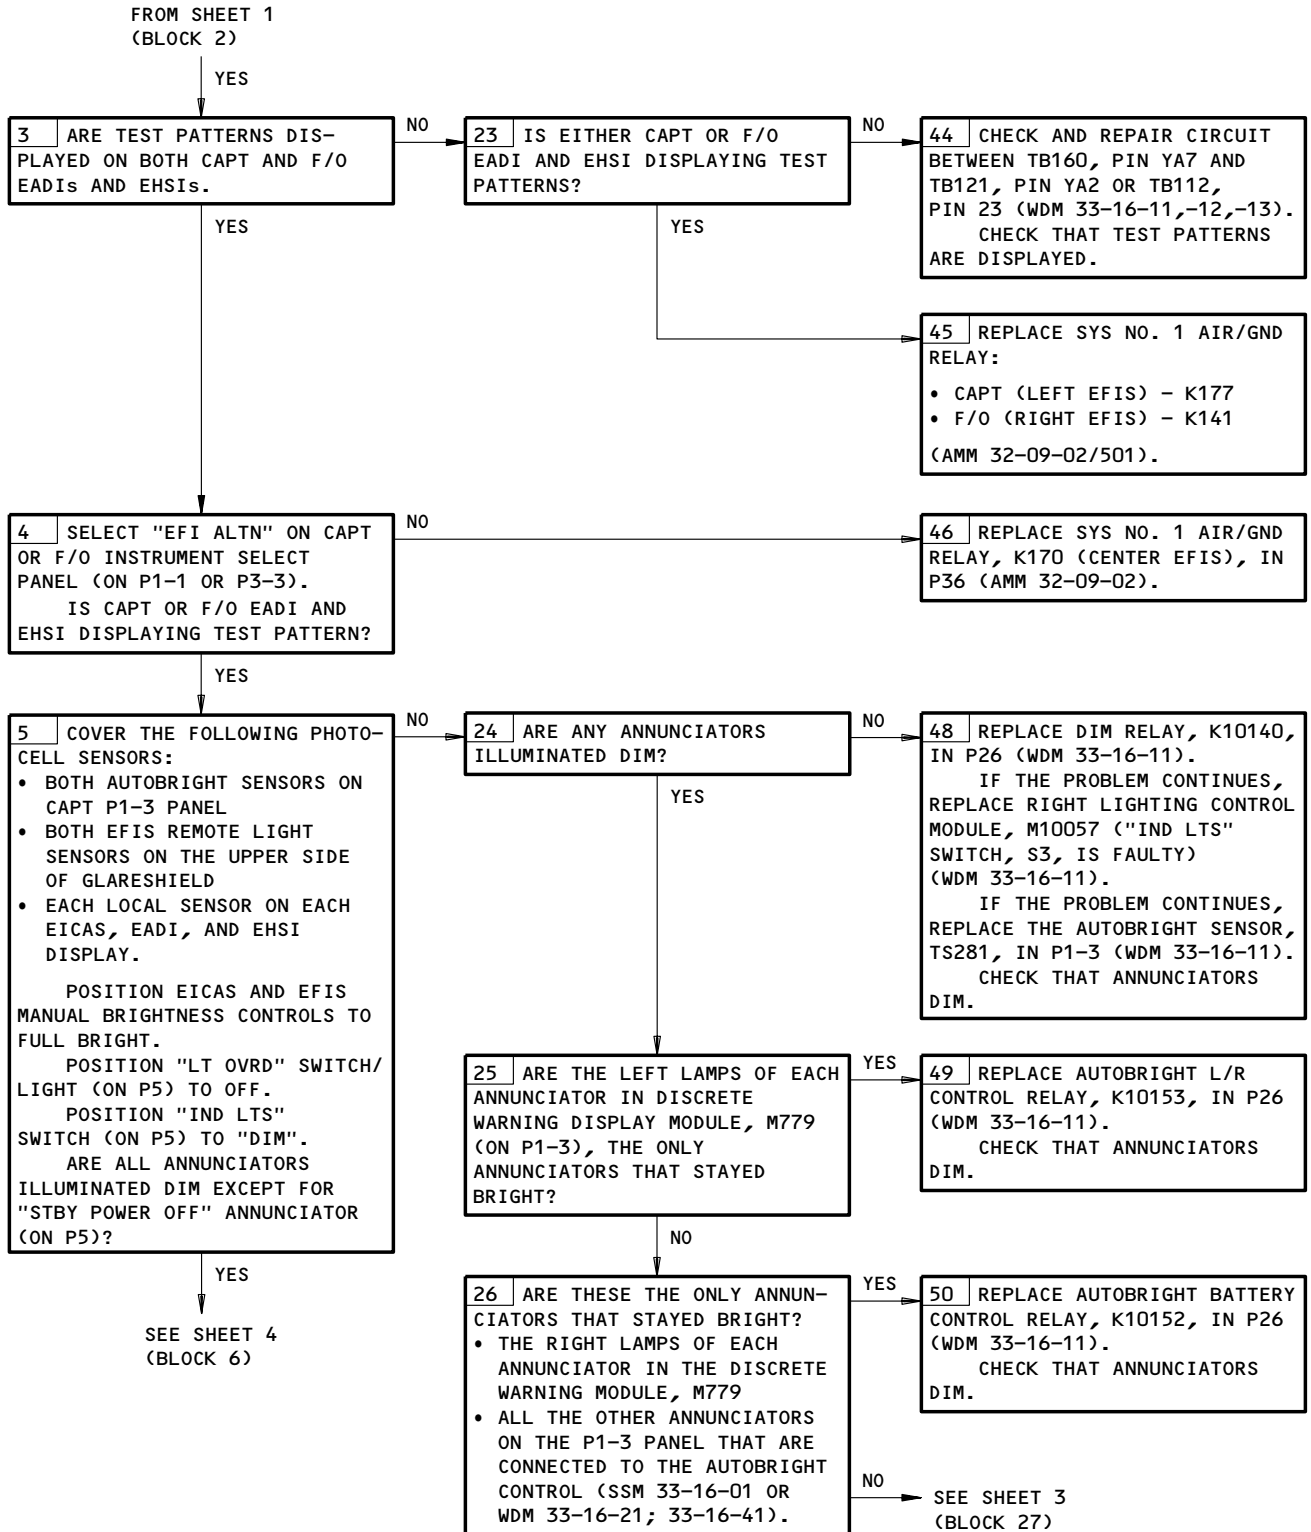 FROM SHEET 1
(BLOCK 2)
YES
3 ARE TEST PATTERNS DIS-
PLAYED ON BOTH CAPT AND F/O
EADIs AND EHSIs.
NO
23 IS EITHER CAPT OR F/O
EADI AND EHSI DISPLAYING TEST
PATTERNS?
NO
44 CHECK AND REPAIR CIRCUIT
BETWEEN TB160, PIN YA7 AND
TB121, PIN YA2 OR TB112,
PIN 23 (WDM 33-16-11,-12,-13).
CHECK THAT TEST PATTERNS
ARE DISPLAYED.
YES
YES
45 REPLACE SYS NO. 1 AIR/GND
RELAY:
• CAPT (LEFT EFIS) - K177
• F/O (RIGHT EFIS) - K141
(AMM 32-09-02/501).
4 SELECT "EFI ALTN" ON CAPT
OR F/O INSTRUMENT SELECT
PANEL (ON P1-1 OR P3-3).
IS CAPT OR F/O EADI AND
EHSI DISPLAYING TEST PATTERN?
NO
46 REPLACE SYS NO. 1 AIR/GND
RELAY, K170 (CENTER EFIS), IN
P36 (AMM 32-09-02).
YES
5 COVER THE FOLLOWING PHOTO-
CELL SENSORS:
• BOTH AUTOBRIGHT SENSORS ON
CAPT P1-3 PANEL
• BOTH EFIS REMOTE LIGHT
SENSORS ON THE UPPER SIDE
OF GLARESHIELD
• EACH LOCAL SENSOR ON EACH
EICAS, EADI, AND EHSI
DISPLAY.
POSITION EICAS AND EFIS
MANUAL BRIGHTNESS CONTROLS TO
FULL BRIGHT.
POSITION "LT OVRD" SWITCH/
LIGHT (ON P5) TO OFF.
POSITION "IND LTS"
SWITCH (ON P5) TO "DIM".
ARE ALL ANNUNCIATORS
ILLUMINATED DIM EXCEPT FOR
"STBY POWER OFF" ANNUNCIATOR
(ON P5)?
NO
24 ARE ANY ANNUNCIATORS
ILLUMINATED DIM?
NO
48 REPLACE DIM RELAY, K10140,
IN P26 (WDM 33-16-11).
IF THE PROBLEM CONTINUES,
REPLACE RIGHT LIGHTING CONTROL
MODULE, M10057 ("IND LTS"
SWITCH, S3, IS FAULTY)
(WDM 33-16-11).
IF THE PROBLEM CONTINUES,
REPLACE THE AUTOBRIGHT SENSOR,
TS281, IN P1-3 (WDM 33-16-11).
CHECK THAT ANNUNCIATORS
DIM.
YES
25 ARE THE LEFT LAMPS OF EACH
ANNUNCIATOR IN DISCRETE
WARNING DISPLAY MODULE, M779
(ON P1-3), THE ONLY
ANNUNCIATORS THAT STAYED
BRIGHT?
YES
49 REPLACE AUTOBRIGHT L/R
CONTROL RELAY, K10153, IN P26
(WDM 33-16-11).
CHECK THAT ANNUNCIATORS
DIM.
NO
YES
SEE SHEET 4
(BLOCK 6)
26 ARE THESE THE ONLY ANNUN-
CIATORS THAT STAYED BRIGHT?
• THE RIGHT LAMPS OF EACH
ANNUNCIATOR IN THE DISCRETE
WARNING MODULE, M779
• ALL THE OTHER ANNUNCIATORS
ON THE P1-3 PANEL THAT ARE
CONNECTED TO THE AUTOBRIGHT
CONTROL (SSM 33-16-01 OR
WDM 33-16-21; 33-16-41).
YES
50 REPLACE AUTOBRIGHT BATTERY
CONTROL RELAY, K10152, IN P26
(WDM 33-16-11).
CHECK THAT ANNUNCIATORS
DIM.
NO
SEE SHEET 3
(BLOCK 27)